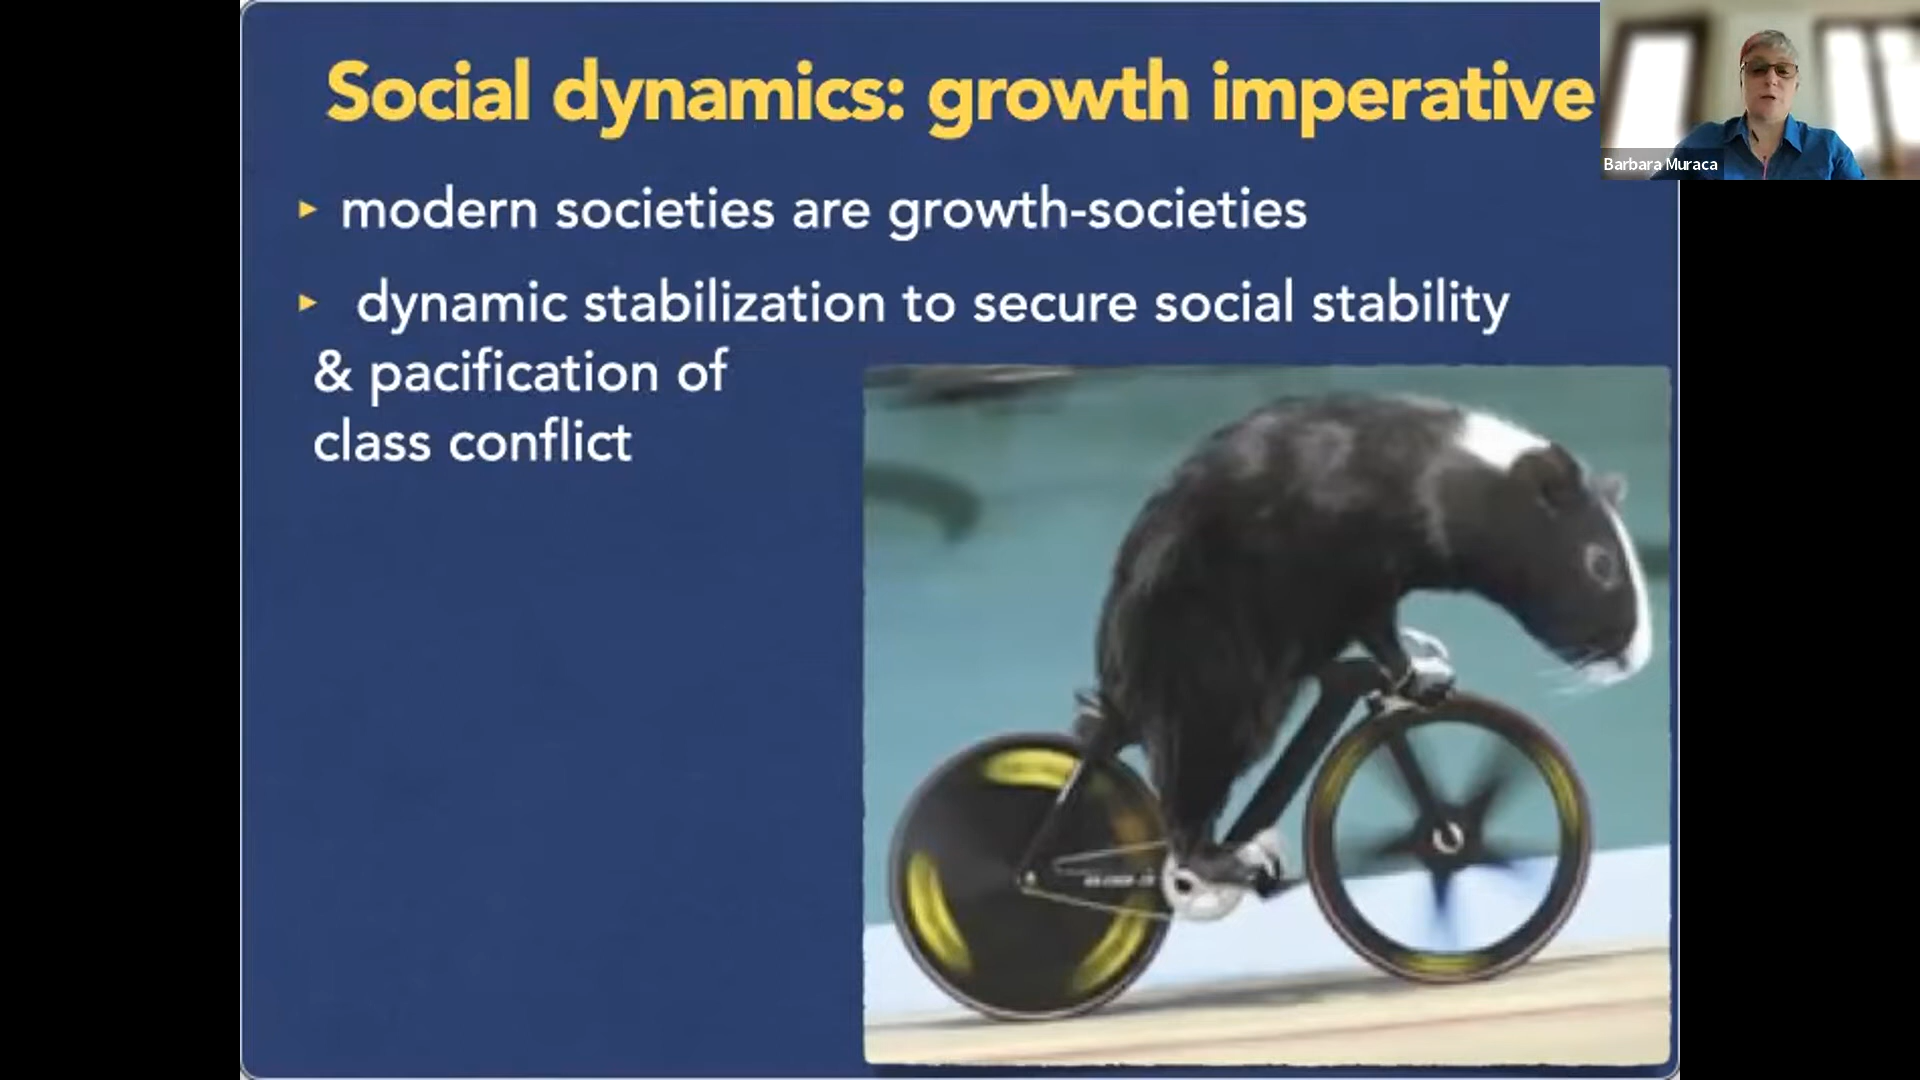 Social dynamics: growth imperative
Barbara Muraca
▸ modern societies are growth-societies
▸ dynamic stabilization to secure social stability
& pacification of
class conflict